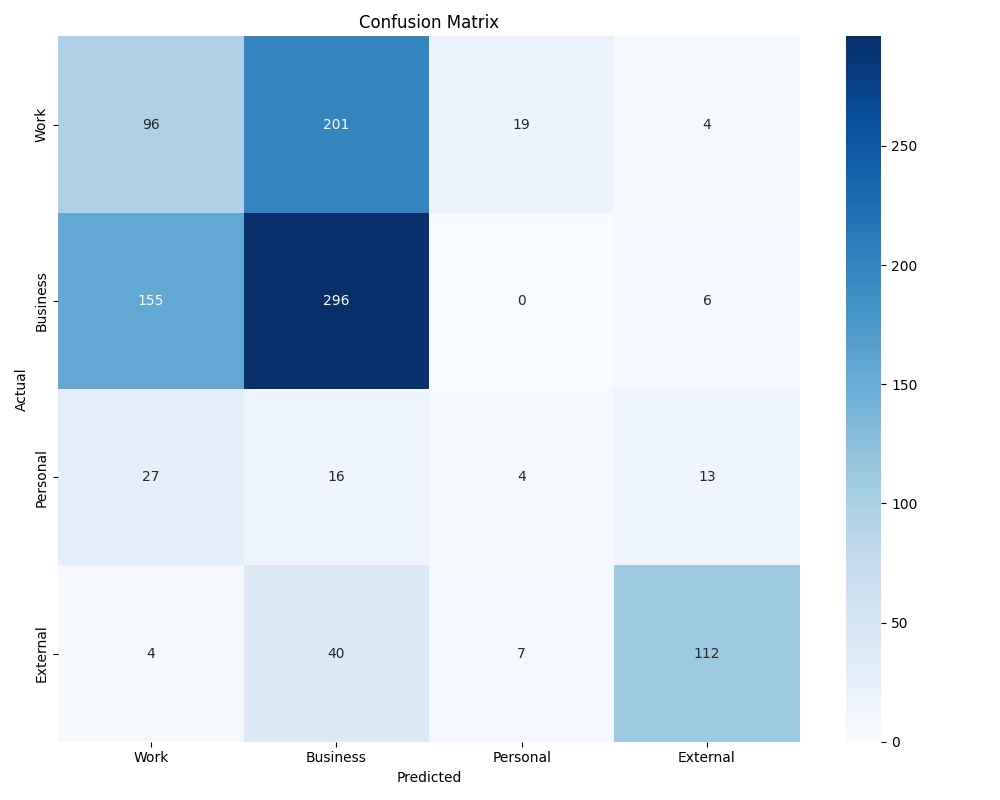 Confusion Matrix
Actual
Work
96 201 19 4
Business
155 296 0 6
Personal
27 16 4 13
External
4 40 7 112
Work Business Personal External
Predicted
250
200
150
100
50
0